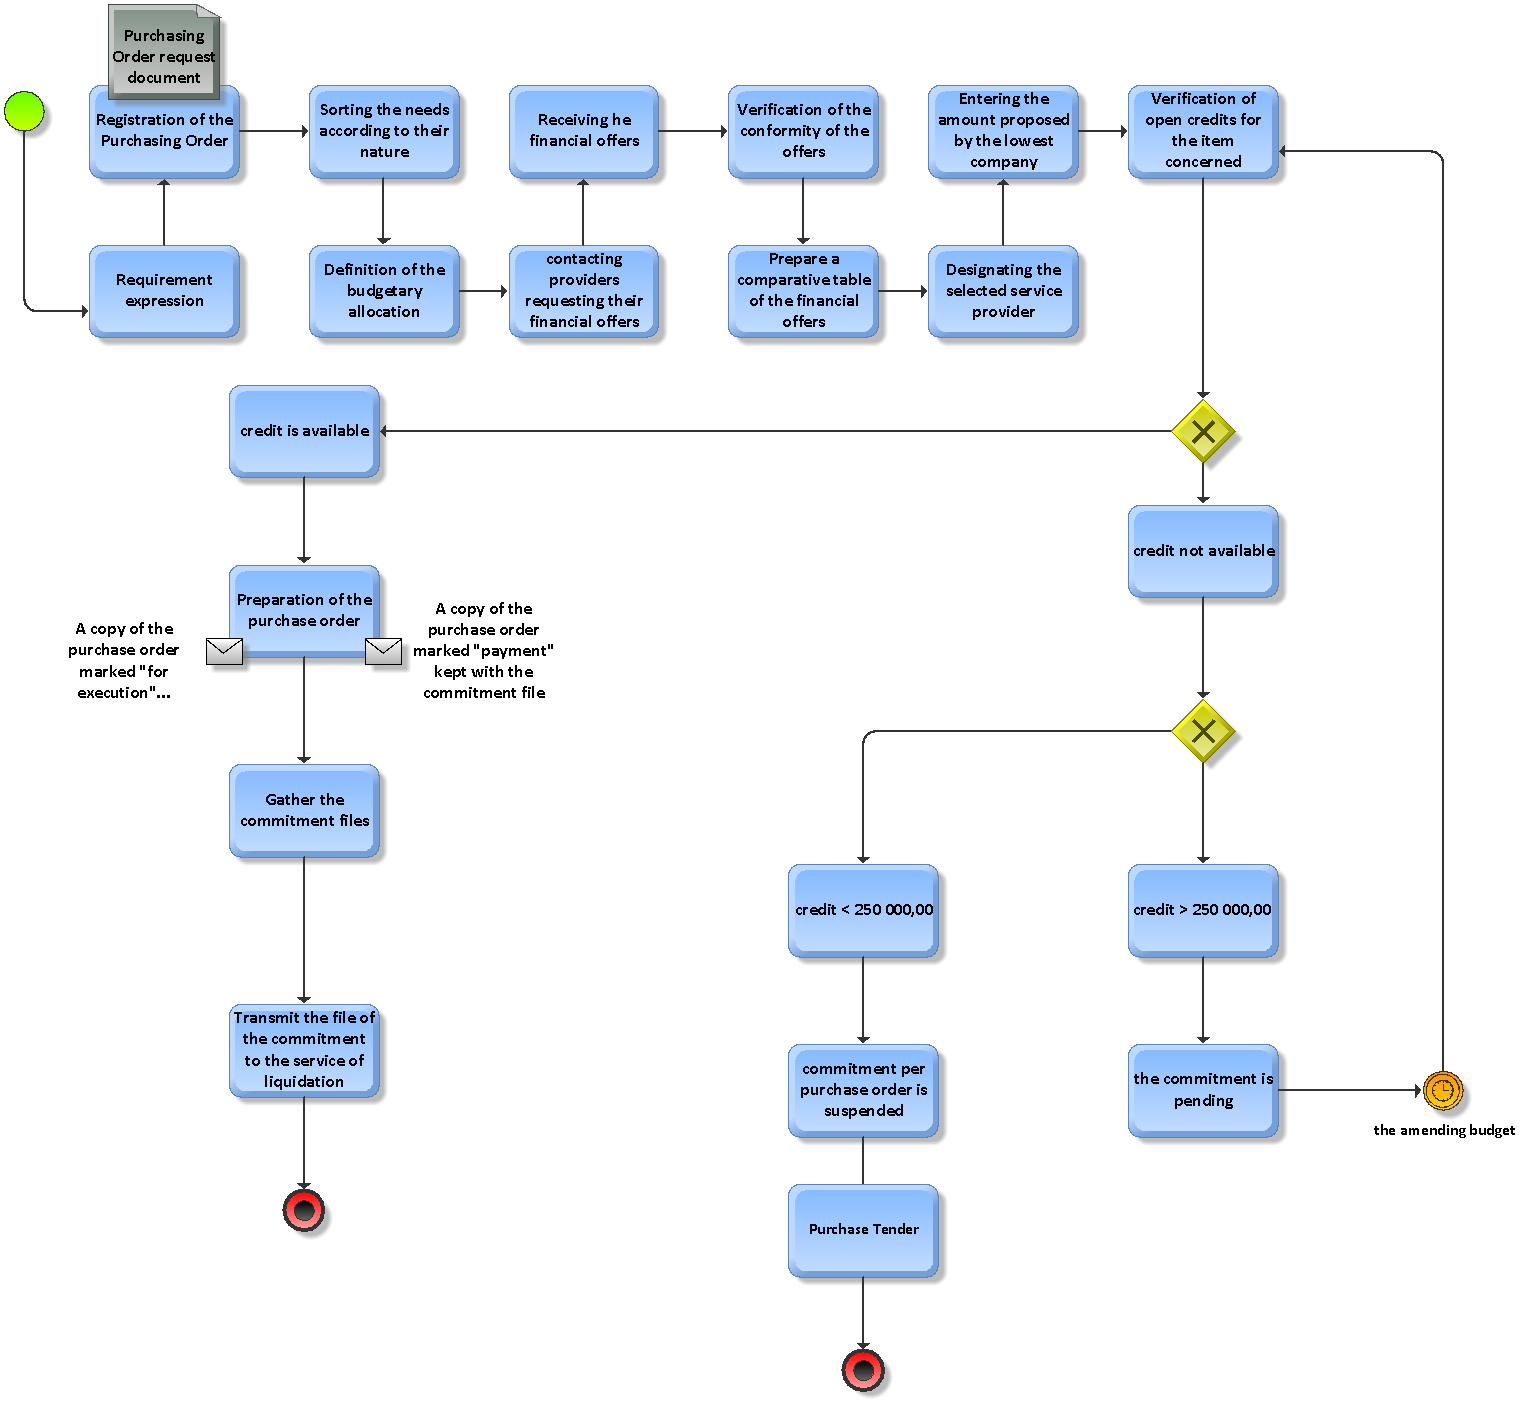 Purchasing
Order request
document
Registration of the
Purchasing Order
Sorting the needs
according to their
nature
Receiving he
financial offers
Verification of the
conformity of the
offers
Entering the
amount proposed
by the lowest
company
Verification of
open credits for
the item
concerned
Requirement
expression
Definition of the
budgetary
allocation
contacting
providers
requesting their
financial offers
Prepare a
comparative table
of the financial
offers
Designating the
selected service
provider
credit is available
credit not available
Preparation of the
purchase order
A copy of the
purchase order
marked "for
execution"...
A copy of the
purchase order
marked "payment"
kept with the
commitment file
Gather the
commitment files
credit < 250 000,00
credit > 250 000,00
Transmit the file of
the commitment
to the service of
liquidation
commitment per
purchase order is
suspended
the commitment is
pending
the amending budget
Purchase Tender